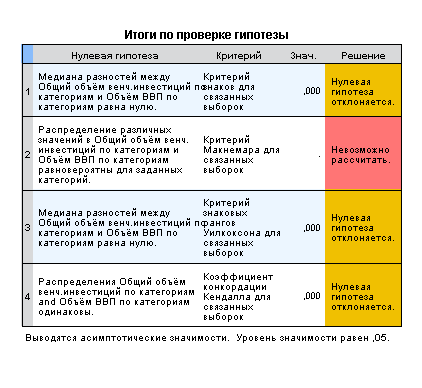 Итоги по проверке гипотезы
Нулевая гипотеза Критерий Знач. Решение
1
Медиана разностей между
Общий объём венч.инвестиций по
категориям и Объём ВВП по
категориям равна нулю.
Критерий
знаков для
связанных
выборок
,000
Нулевая
гипотеза
отклоняется.
2
Распределение различных
значений в Общий объём венч.
инвестиций по категориям и
Объём ВВП по категориям
равновероятны для заданных
категорий.
Критерий
Макнемара для
связанных
выборок
.
Невозможно
рассчитать.
3
Медиана разностей между
Общий объём венч.инвестиций по
категориям и Объём ВВП по
категориям равна нулю.
Критерий
знаковых
рангов
Уилкоксона для
связанных
выборок
,000
Нулевая
гипотеза
отклоняется.
4
Распределения Общий объём
венч.инвестиций по категориям
and Объём ВВП по категориям
одинаковы.
Коэффициент
конкордации
Кендалла для
связанных
выборок
,000
Нулевая
гипотеза
отклоняется.
Выводятся асимптотические значимости. Уровень значимости равен ,05.